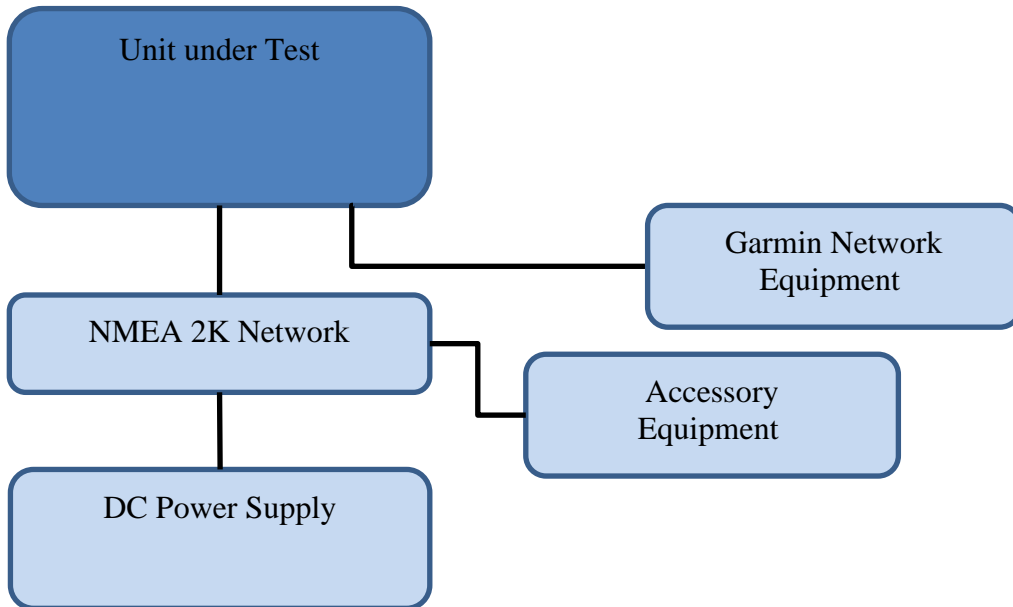 Unit under Test
Garmin Network
Equipment
NMEA 2K Network
Accessory
Equipment
DC Power Supply